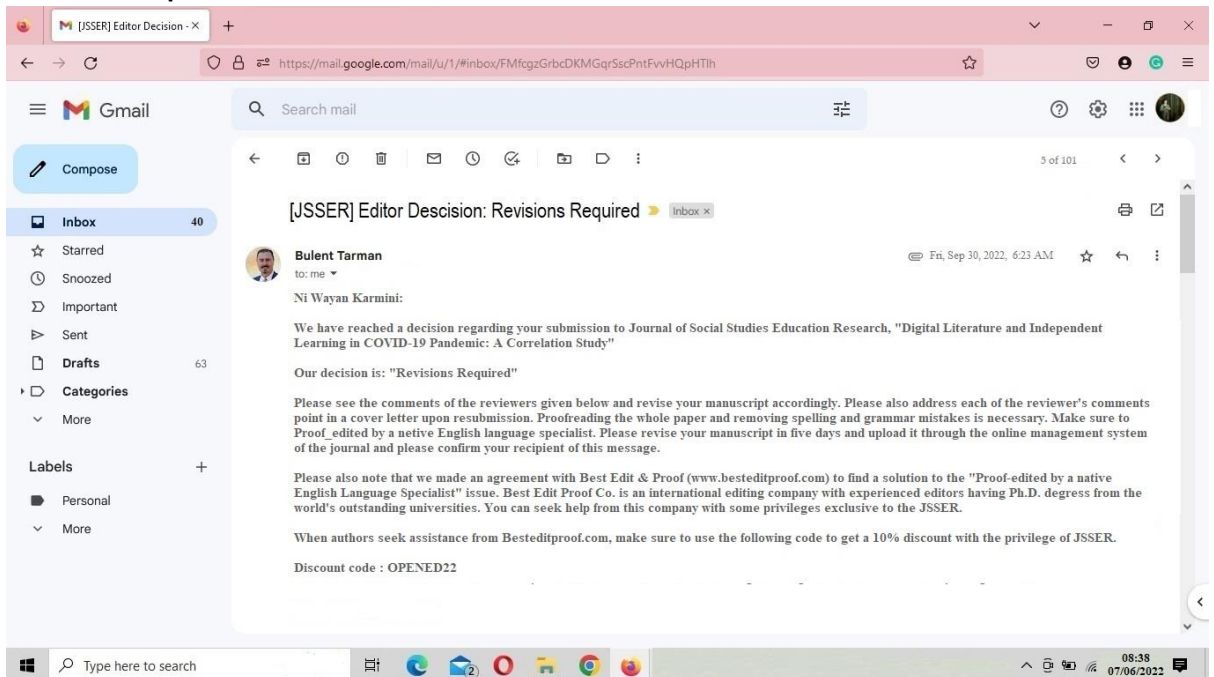 [JSSER] Editor Decision - ×
https://mail.google.com/mail/u/1/#inbox/FMfcgzGrbcDKMGqrSscPntFvvHQpHTlh
Gmail
Search mail
Compose
5 of 101
Inbox 40
Starred
Snoozed
Important
Sent
Drafts 63
Categories
More
Labels +
Personal
More
[JSSER] Editor Descision: Revisions Required Inbox ×
Bulent Tarman
Fri, Sep 30, 2022, 6:23 AM
to: me
Ni Wayan Karmini:
We have reached a decision regarding your submission to Journal of Social Studies Education Research, "Digital Literature and Independent
Learning in COVID-19 Pandemic: A Correlation Study"
Our decision is: "Revisions Required"
Please see the comments of the reviewers given below and revise your manuscript accordingly. Please also address each of the reviewer's comments
point in a cover letter upon resubmission. Proofreading the whole paper and removing spelling and grammar mistakes is necessary. Make sure to
Proof_edited by a netive English language specialist. Please revise your manuscript in five days and upload it through the online management system
of the journal and please confirm your recipient of this message.
Please also note that we made an agreement with Best Edit & Proof (www.besteditproof.com) to find a solution to the "Proof-edited by a native
English Language Specialist" issue. Best Edit Proof Co. is an international editing company with experienced editors having Ph.D. degress from the
world's outstanding universities. You can seek help from this company with some privileges exclusive to the JSSER.
When authors seek assistance from Besteditproof.com, make sure to use the following code to get a 10% discount with the privilege of JSSER.
Discount code : OPENED22
Type here to search
2
08:38
07/06/2022